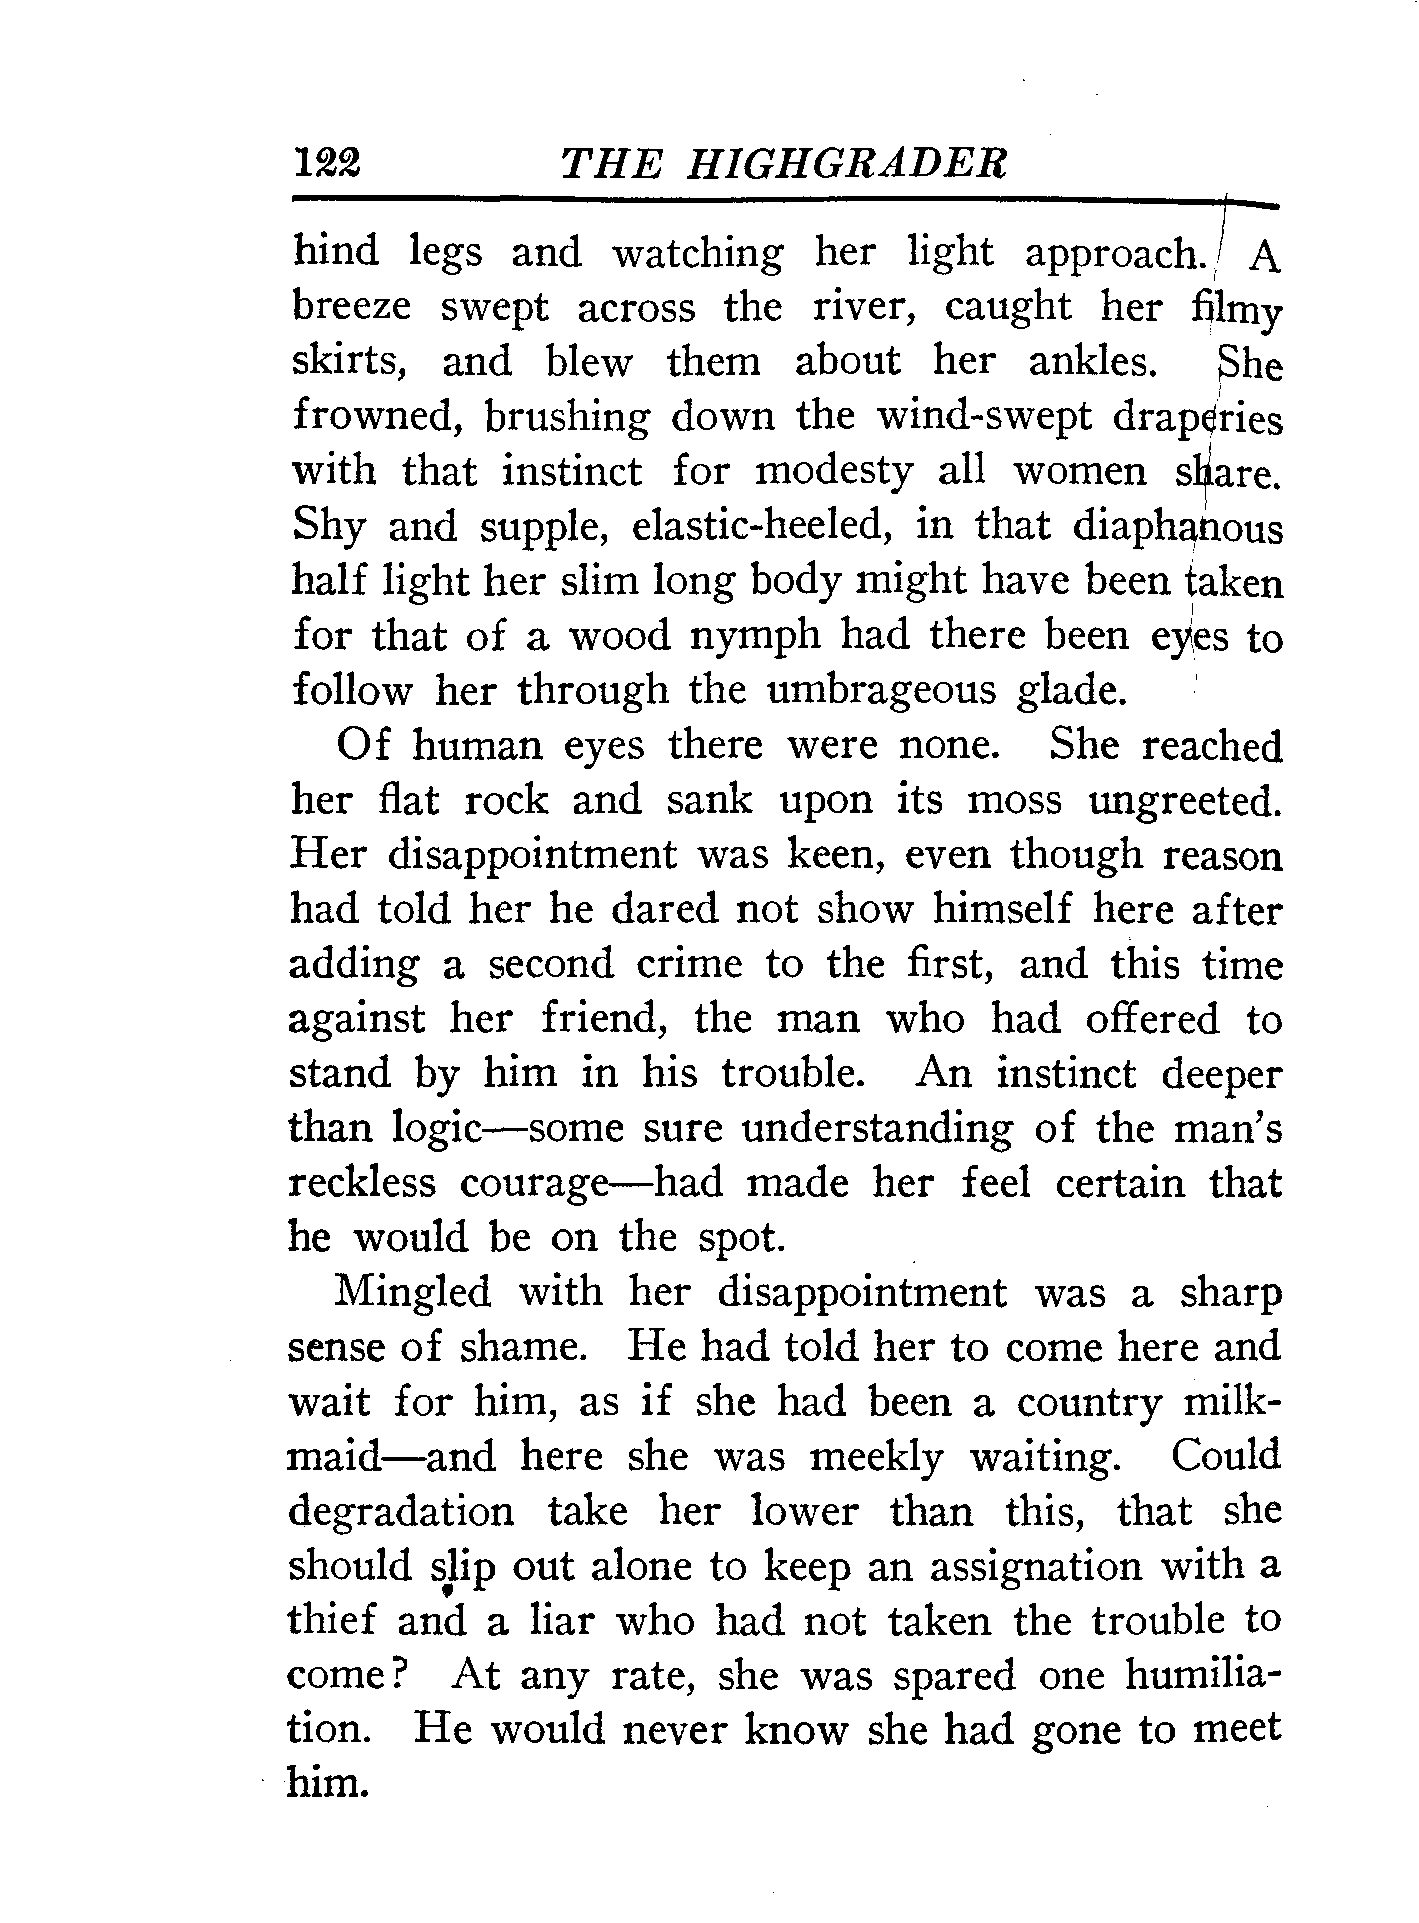 122 THE HIGHGRADER
hind legs and watching her light approach. A
breeze swept across the river, caught her filmy
skirts, and blew them about her ankles. She
frowned, brushing down the wind-swept draperies
with that instinct for modesty all women share.
Shy and supple, elastic-heeled, in that diaphanous
half light her slim long body might have been taken
for that of a wood nymph had there been eyes to
follow her through the umbrageous glade.
Of human eyes there were none. She reached
her flat rock and sank upon its moss ungreeted.
Her disappointment was keen, even though reason
had told her he dared not show himself here after
adding a second crime to the first, and this time
against her friend, the man who had offered to
stand by him in his trouble. An instinct deeper
than logic—some sure understanding of the man's
reckless courage—had made her feel certain that
he would be on the spot.
Mingled with her disappointment was a sharp
sense of shame. He had told her to come here and
wait for him, as if she had been a country milk-
maid—and here she was meekly waiting. Could
degradation take her lower than this, that she
should slip out alone to keep an assignation with a
thief and a liar who had not taken the trouble to
come? At any rate, she was spared one humilia-
tion. He would never know she had gone to meet
him.